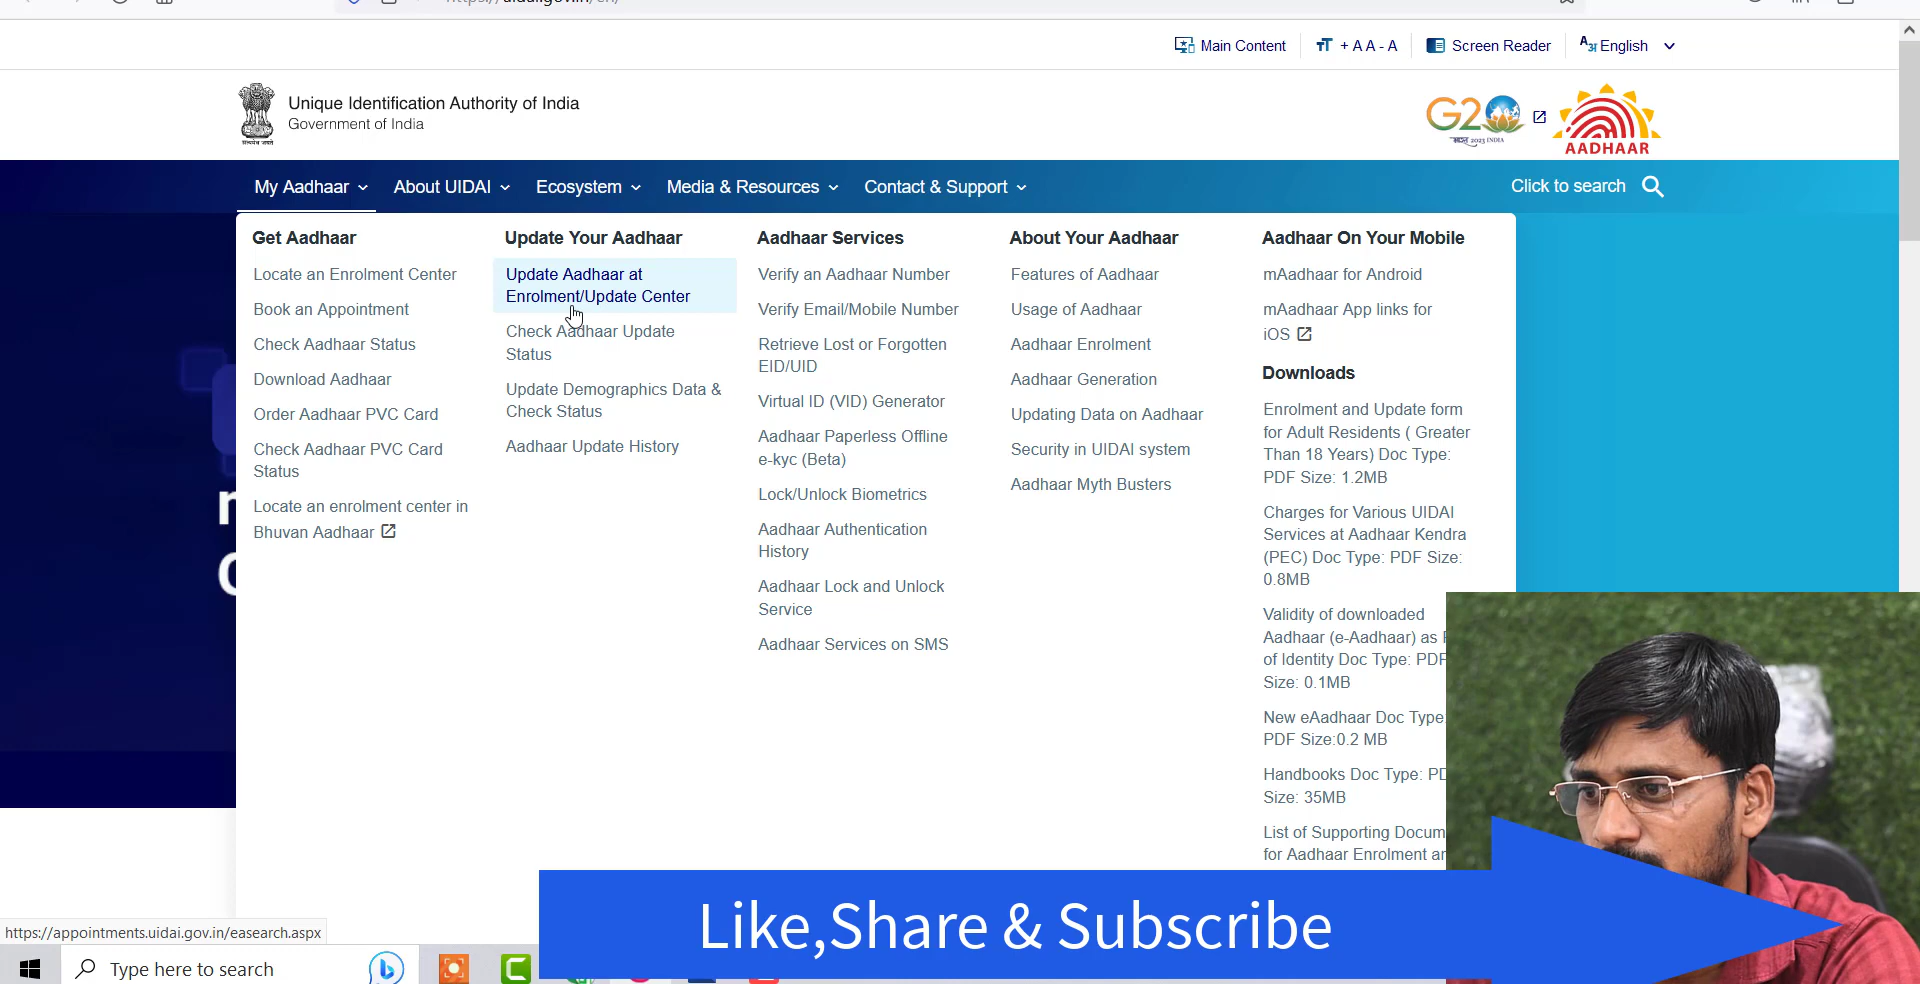 Main Content
+ A A - A
Screen Reader
English
Unique Identification Authority of India
Government of India
G20
AADHAAR
My Aadhaar
About UIDAI
Ecosystem
Media & Resources
Contact & Support
Click to search
Get Aadhaar
Locate an Enrolment Center
Book an Appointment
Check Aadhaar Status
Download Aadhaar
Order Aadhaar PVC Card
Check Aadhaar PVC Card
Status
Locate an enrolment center in
Bhuvan Aadhaar
Update Your Aadhaar
Update Aadhaar at
Enrolment/Update Center
Check Aadhaar Update
Status
Update Demographics Data &
Check Status
Aadhaar Update History
Aadhaar Services
Verify an Aadhaar Number
Verify Email/Mobile Number
Retrieve Lost or Forgotten
EID/UID
Virtual ID (VID) Generator
Aadhaar Paperless Offline
e-kyc (Beta)
Lock/Unlock Biometrics
Aadhaar Authentication
History
Aadhaar Lock and Unlock
Service
Aadhaar Services on SMS
About Your Aadhaar
Features of Aadhaar
Usage of Aadhaar
Aadhaar Enrolment
Aadhaar Generation
Updating Data on Aadhaar
Security in UIDAI system
Aadhaar Myth Busters
Aadhaar On Your Mobile
mAadhaar for Android
mAadhaar App links for
iOS
Downloads
Enrolment and Update form
for Adult Residents ( Greater
Than 18 Years) Doc Type:
PDF Size: 1.2MB
Charges for Various UIDAI
Services at Aadhaar Kendra
(PEC) Doc Type: PDF Size:
0.8MB
Validity of downloaded
Aadhaar (e-Aadhaar) as
of Identity Doc Type: PDF
Size: 0.1MB
New eAadhaar Doc Type:
PDF Size:0.2 MB
Handbooks Doc Type:
Size: 35MB
List of Supporting
for Aadhaar Enrolment
Like,Share & Subscribe
https://appointments.uidai.gov.in/easearch.aspx
Type here to search